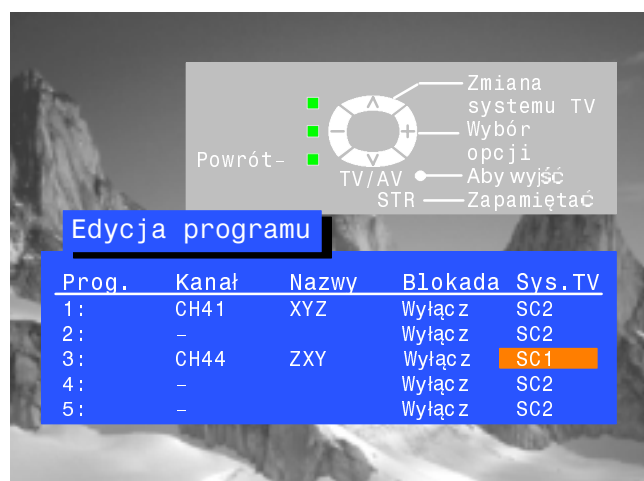 Zmiana
systemu TV
Wybór
opcji
Powrót–
TV/AV Aby wyjść
STR Zapamiętać
Edycja programu
Prog. Kanał Nazwy Blokada Sys.TV
1: CH41 XYZ Wyłącz SC2
2: – Wyłącz SC2
3: CH44 ZXY Wyłącz SC1
4: – Wyłącz SC2
5: – Wyłącz SC2